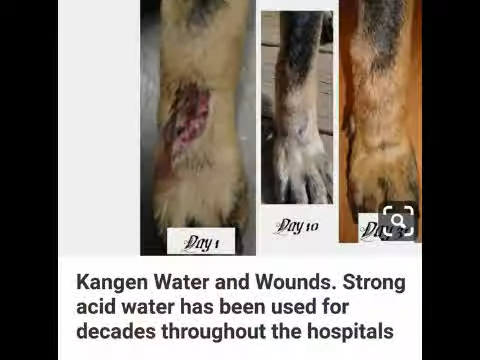 Day 1
Day 10
Kangen Water and Wounds. Strong
acid water has been used for
decades throughout the hospitals